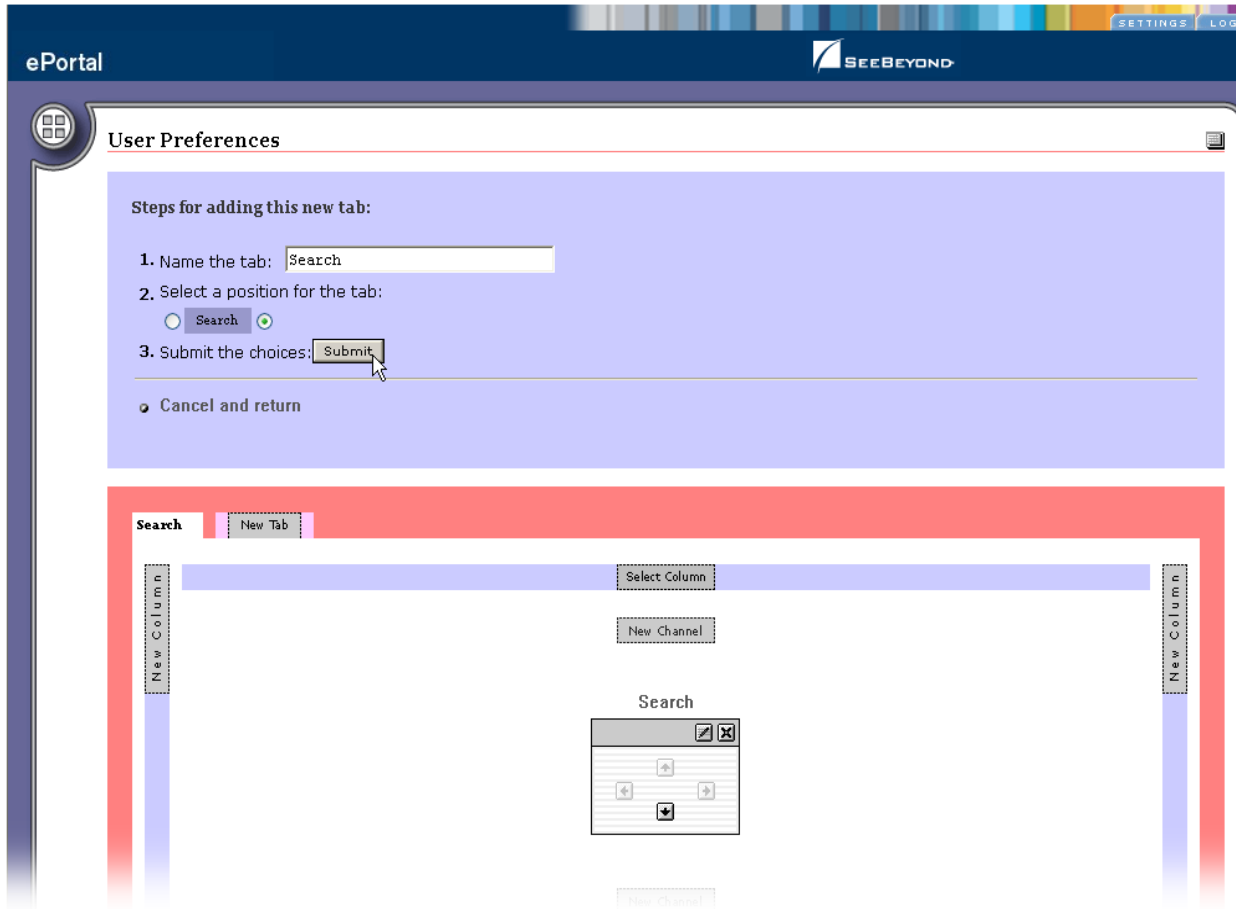 SETTINGS LOG
ePortal
SEEBEYOND
User Preferences
Steps for adding this new tab:
1. Name the tab: Search
2. Select a position for the tab:
Search
3. Submit the choices: Submit
Cancel and return
Search New Tab
New Column Select Column New Column
New Channel
Search
New Channel